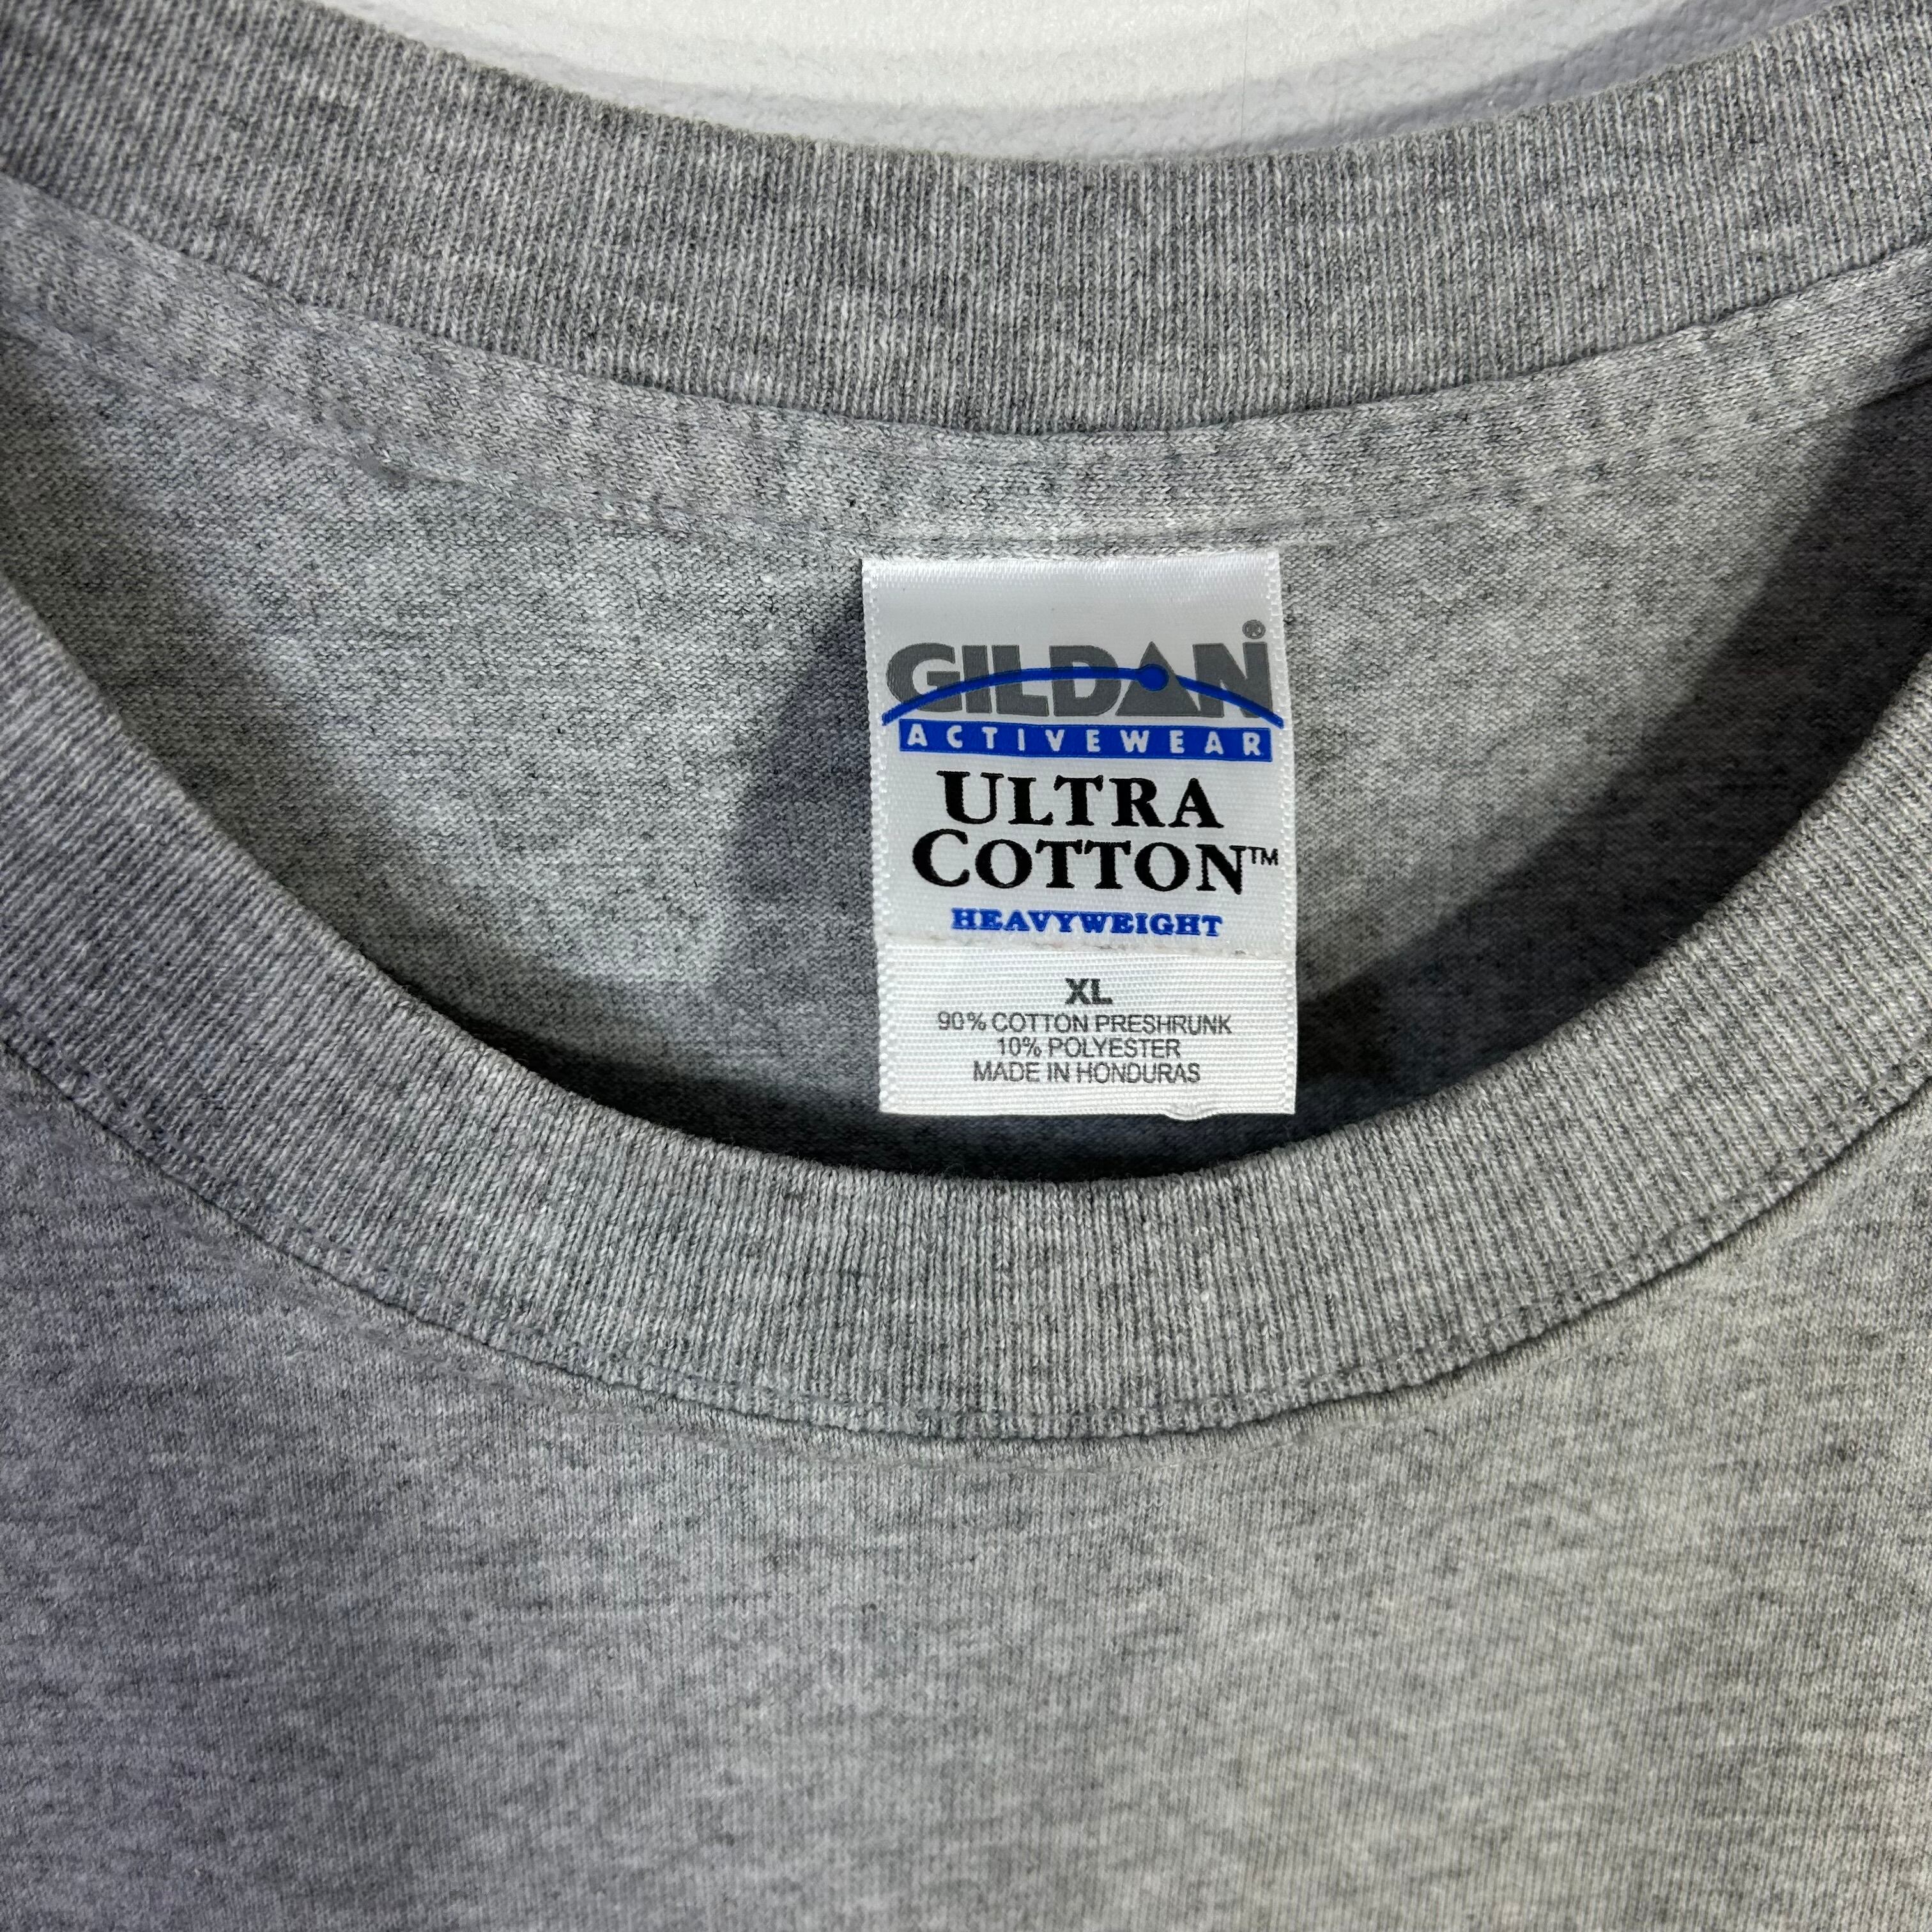 GILDAN®
ACTIVEWEAR
ULTRA
COTTON™
HEAVYWEIGHT
XL
90% COTTON PRESHRUNK
10% POLYESTER
MADE IN HONDURAS